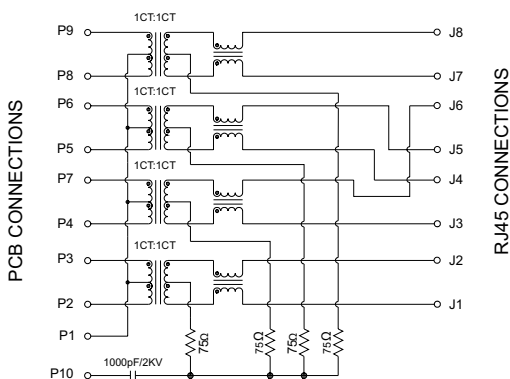 1CT:1CT
P9
J8
P8
J7
1CT:1CT
P6
J6
P5
J5
1CT:1CT
P7
J4
P4
J3
1CT:1CT
P3
J2
P2
J1
P1
75Ω
75Ω
75Ω
75Ω
1000pF/2KV
P10
PCB CONNECTIONS
RJ45 CONNECTIONS